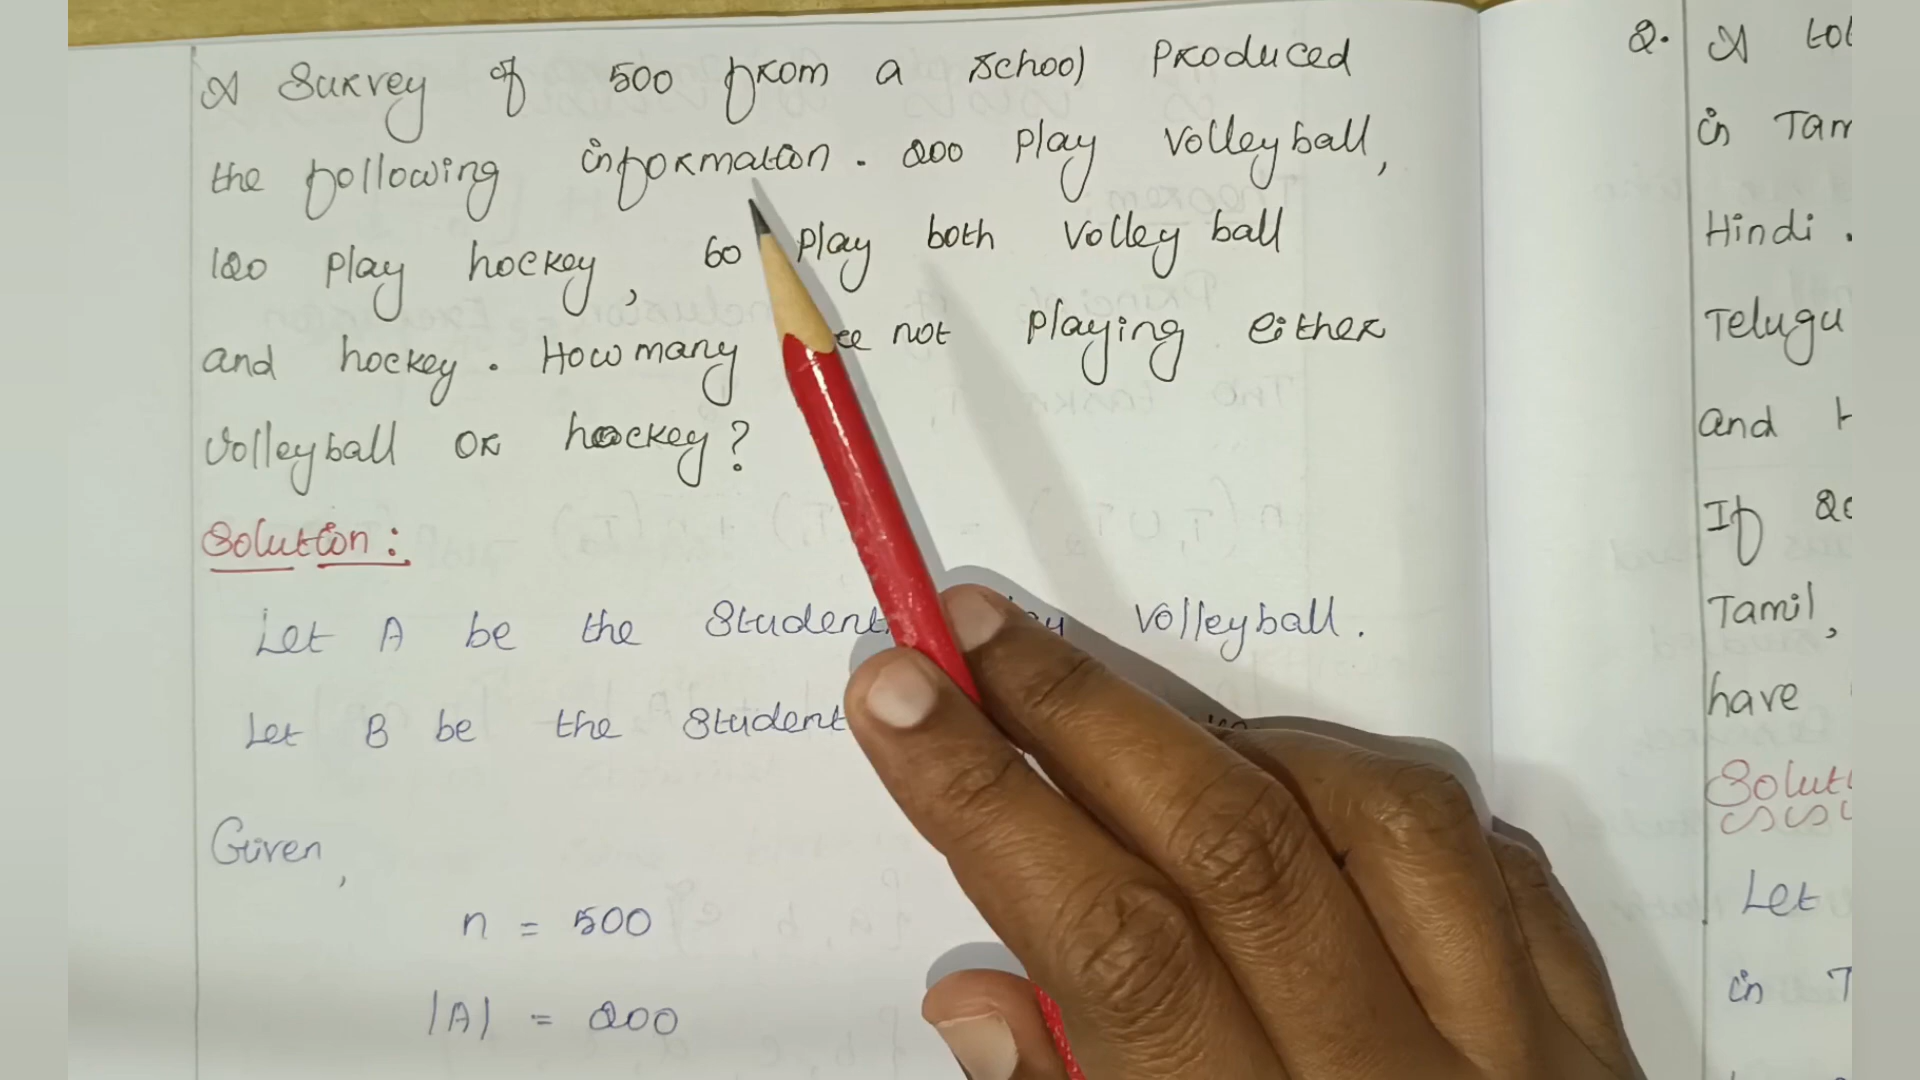 A Survey of 500 from a school produced
the following information. 200 play volleyball,
120 play hockey, 60 play both volley ball
and hockey. How many not playing either
volleyball or hockey?
Solution:
Let A be the Student volleyball.
Let B be the Student
Given,
n = 500
|A| = 200
2. A
in
Hindi.
Telugu
and
If
Tamil,
have
Let
in